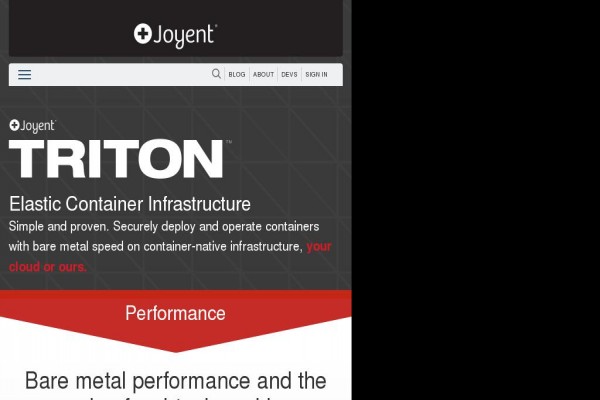 Joyent
BLOG ABOUT DEVS SIGN IN
Joyent
TRITON™
Elastic Container Infrastructure
Simple and proven. Securely deploy and operate containers
with bare metal speed on container-native infrastructure, your
cloud or ours.
Performance
Bare metal performance and the